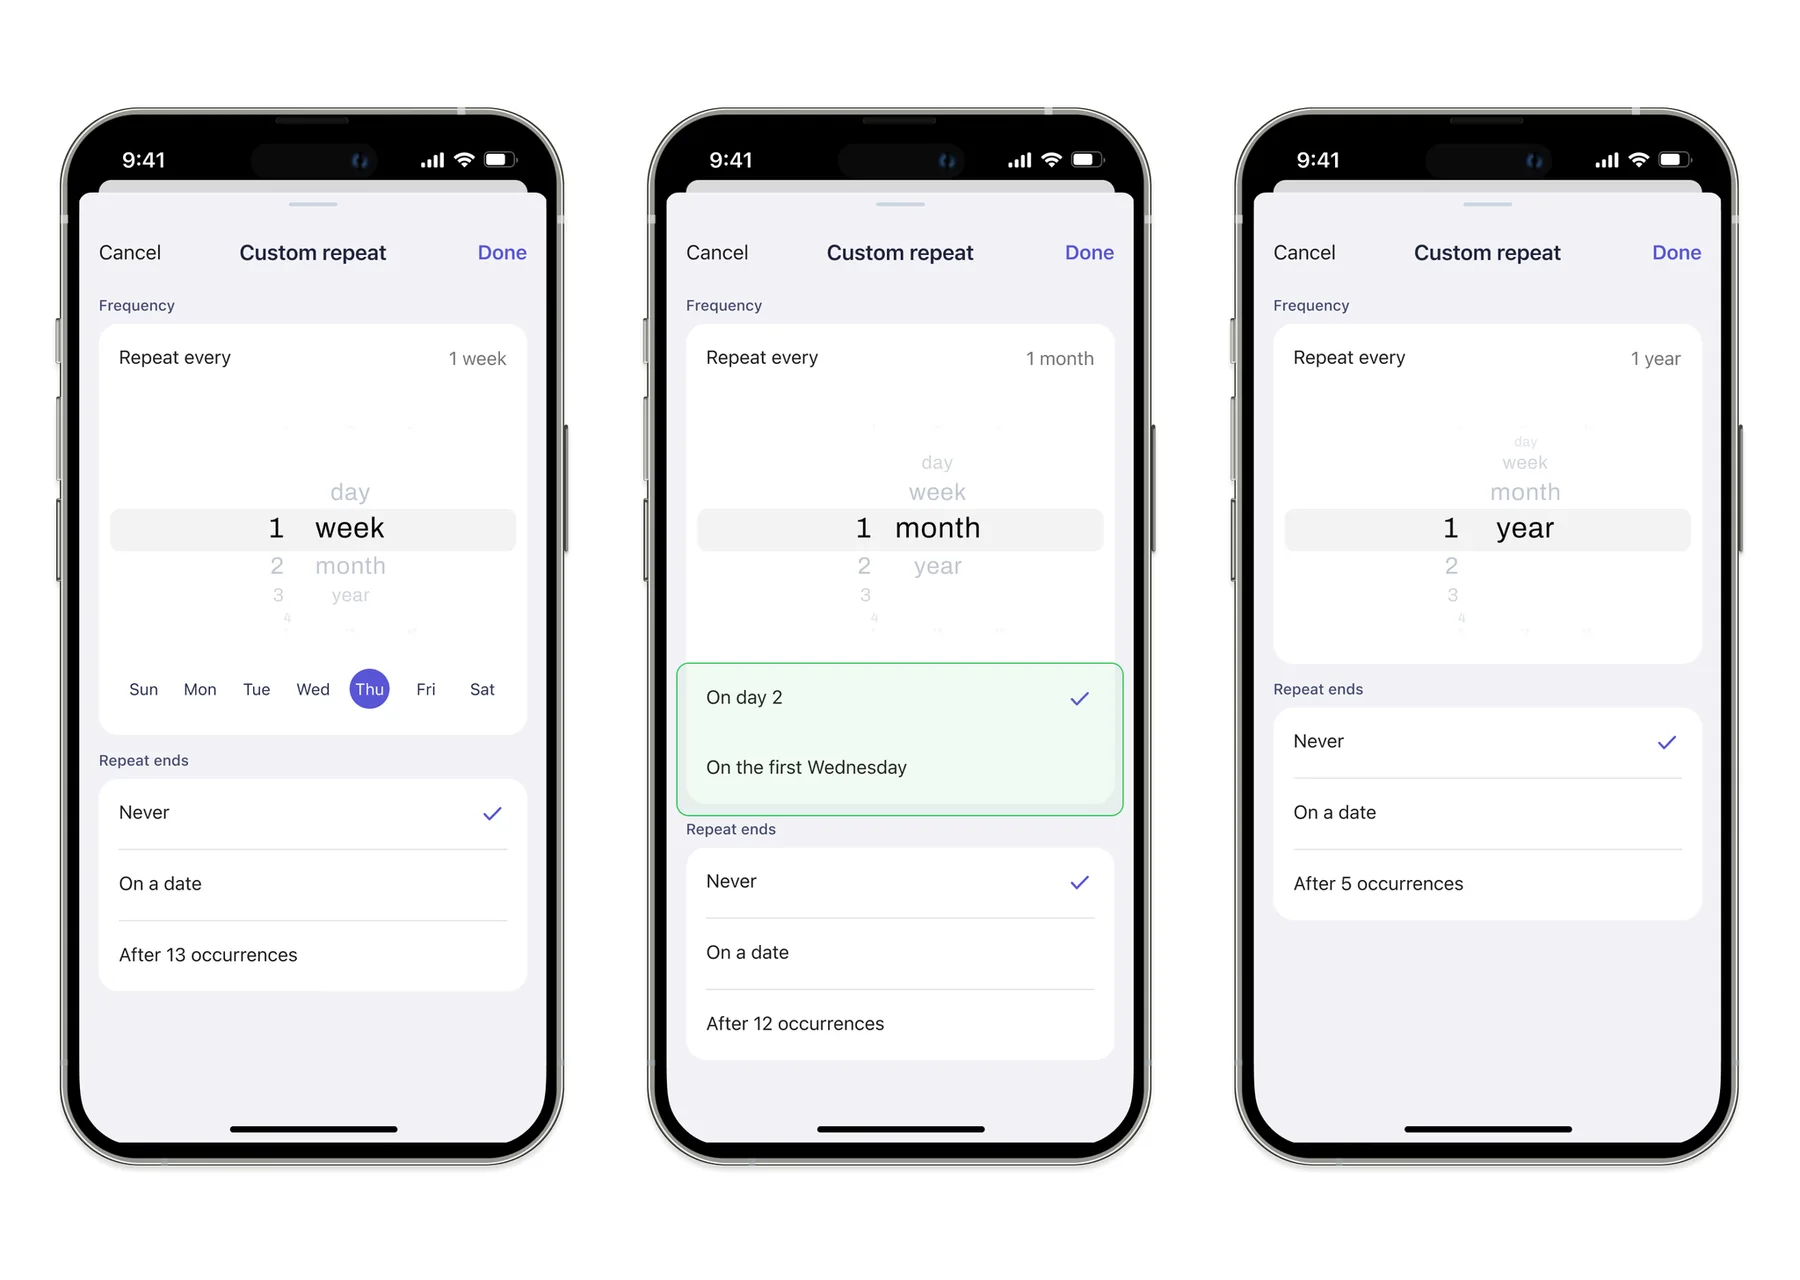 9:41
Cancel Custom repeat Done
Frequency
Repeat every 1 week
day
1 week
2 month
3 year
4
Sun Mon Tue Wed Thu Fri Sat
Repeat ends
Never
On a date
After 13 occurrences
9:41
Cancel Custom repeat Done
Frequency
Repeat every 1 month
day
week
1 month
2 year
3
4
On day 2
On the first Wednesday
Repeat ends
Never
On a date
After 12 occurrences
9:41
Cancel Custom repeat Done
Frequency
Repeat every 1 year
day
week
month
1 year
2
3
4
Repeat ends
Never
On a date
After 5 occurrences